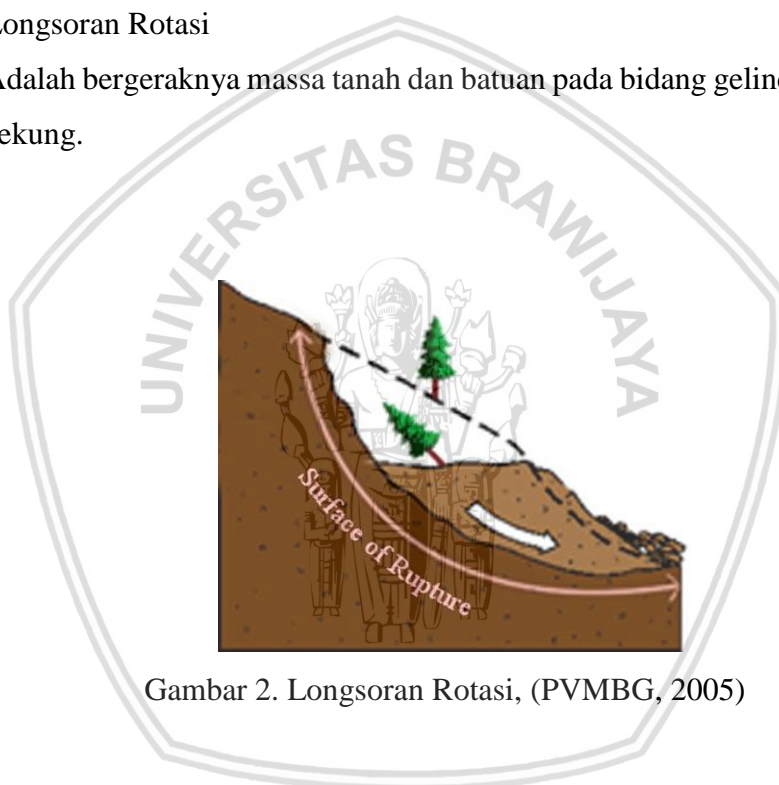 Longsoran Rotasi
Adalah bergeraknya massa tanah dan batuan pada bidang gelinc
cekung.
UNIVERSITAS BRAWIJAYA
Surface of Rupture
Gambar 2. Longsoran Rotasi, (PVMBG, 2005)